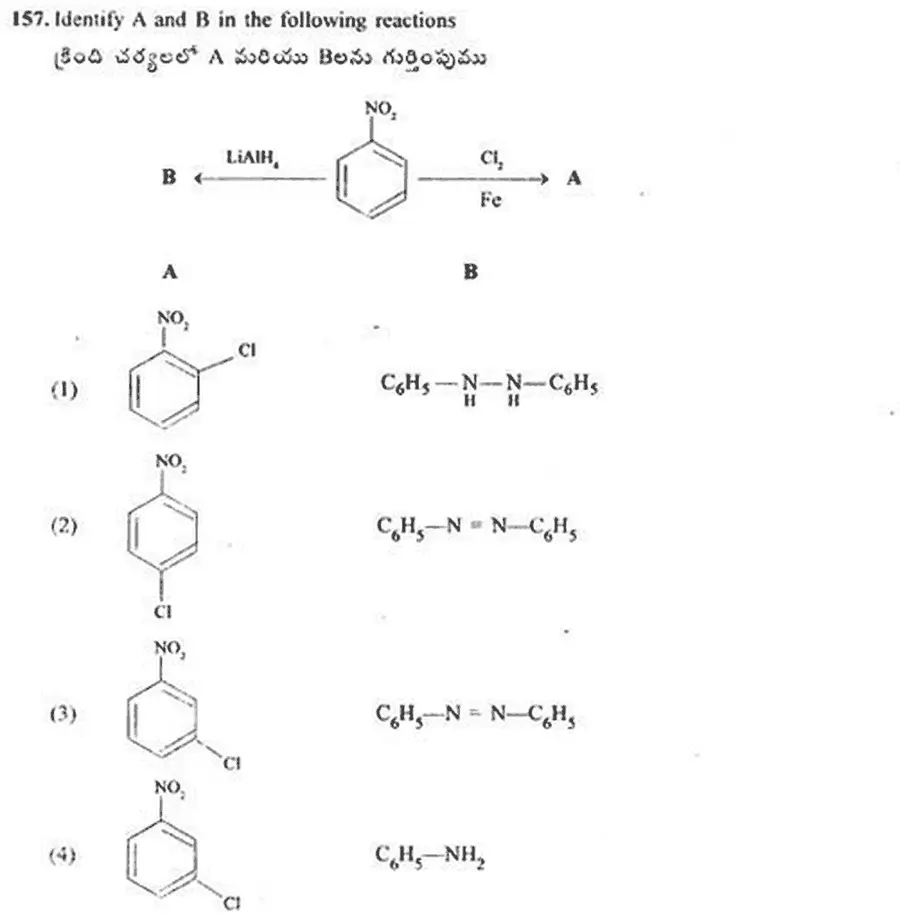 157. Identify A and B in the following reactions
క్రింది చర్యలలో A మరియు Bలను గుర్తింపుము
NO₂
B LiAlH₄ Cl₂ A
Fe
A B
NO₂
Cl
(1) C₆H₅—N—N—C₆H₅
H H
NO₂
(2) C₆H₅—N = N—C₆H₅
Cl
NO₂
(3) C₆H₅—N = N—C₆H₅
Cl
NO₂
(4) C₆H₅—NH₂
Cl